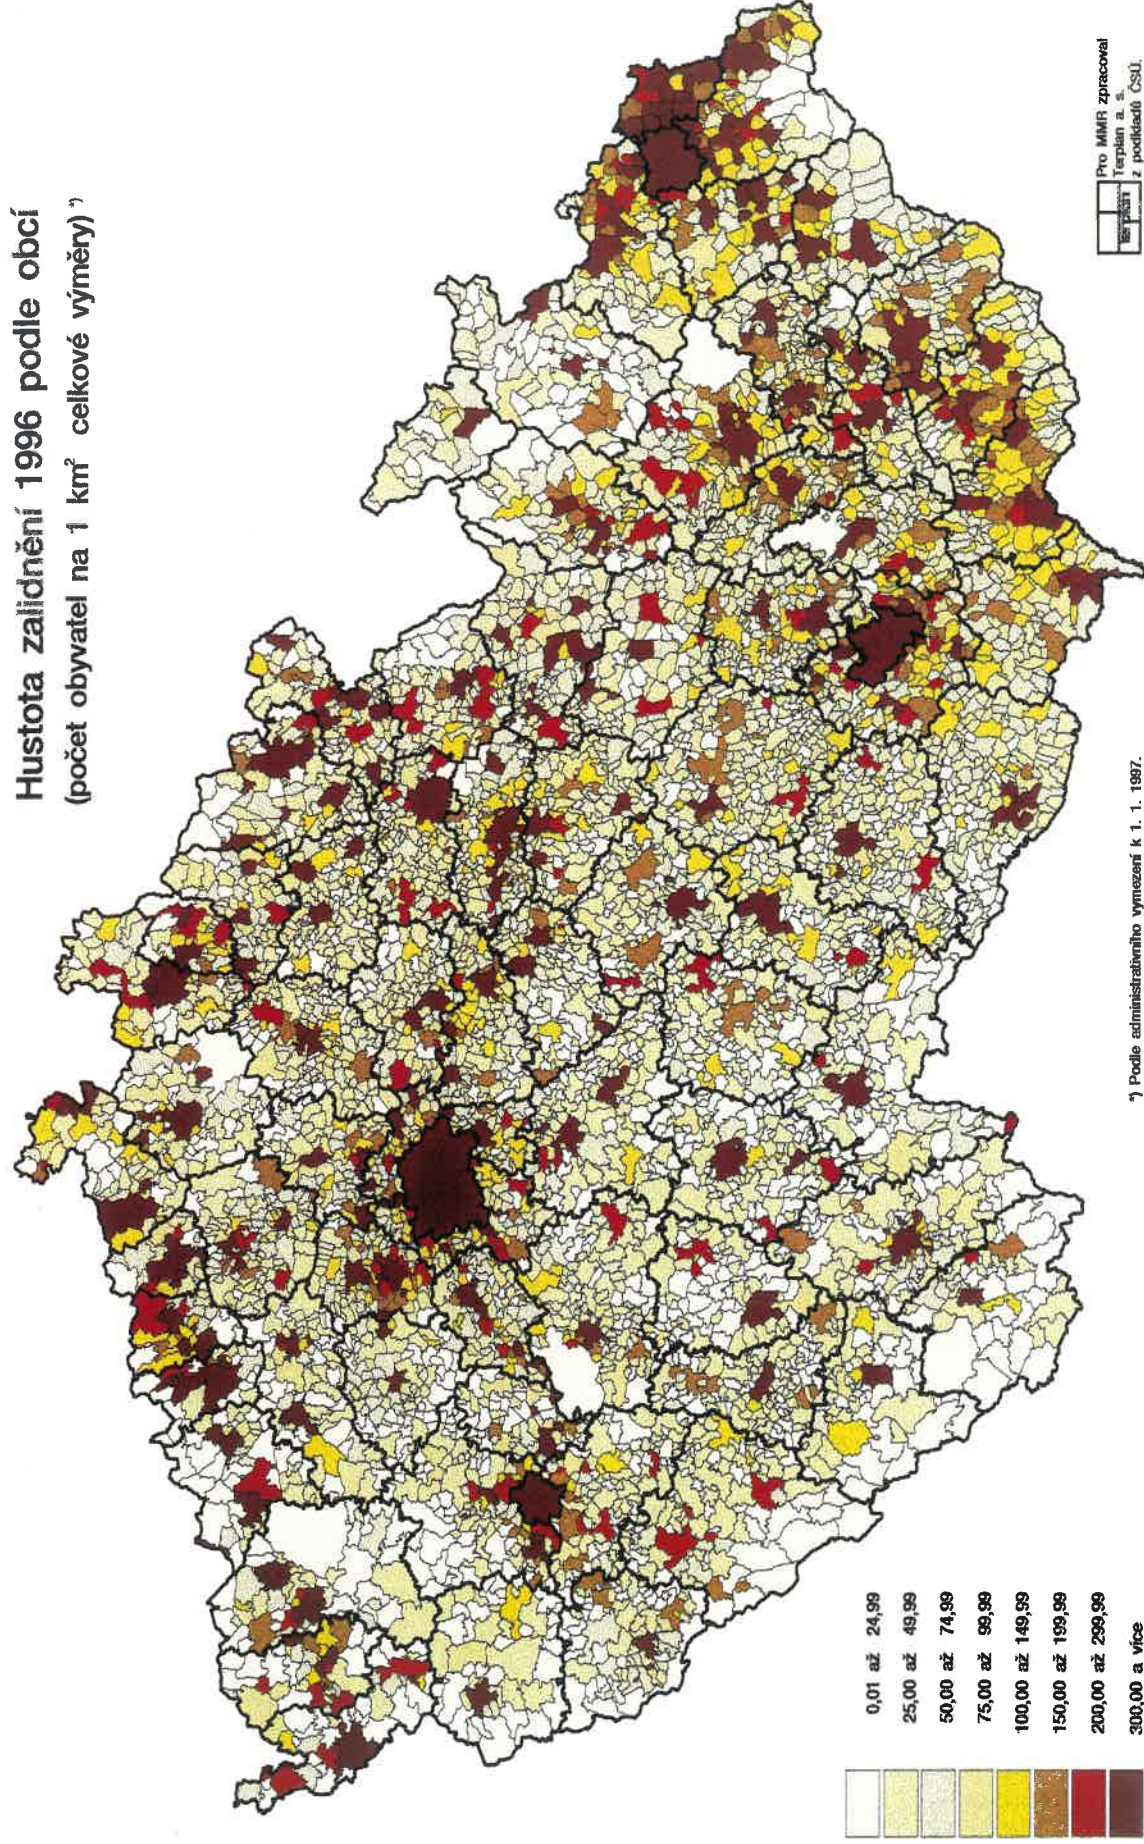 Hustota zalidnění 1996 podle obcí
(počet obyvatel na 1 km² celkové výměry) *)
0,01 až 24,99
25,00 až 49,99
50,00 až 74,99
75,00 až 99,99
100,00 až 149,99
150,00 až 199,99
200,00 až 299,99
300,00 a více
*) Podle administrativního vymezení k 1. 1. 1997.
Pro MMR zpracoval
Terplan a. s.
z podkladů ČSÚ.